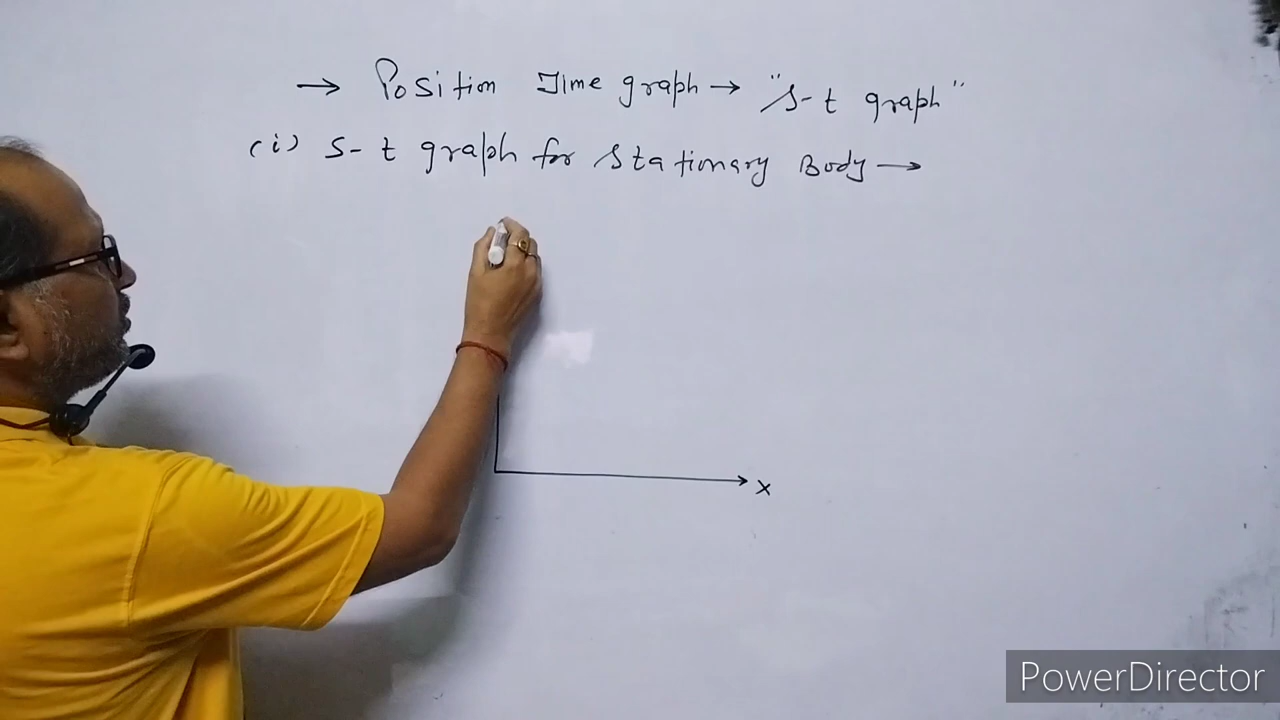 → Position Time graph → "s-t graph"
(i) s-t graph for stationary Body →
x
PowerDirector